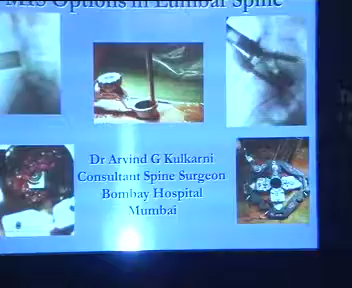 MIS Options in Lumbar Spine
Dr Arvind G Kulkarni
Consultant Spine Surgeon
Bombay Hospital
Mumbai